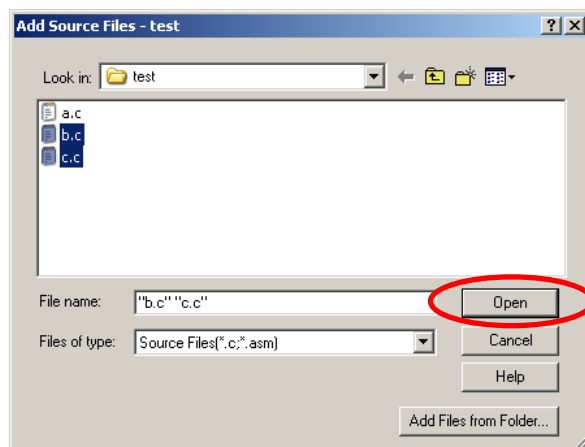 Add Source Files - test
Look in: test
a.c
b.c
c.c
File name: "b.c" "c.c" Open
Files of type: Source Files(*.c;*.asm) Cancel
Help
Add Files from Folder...